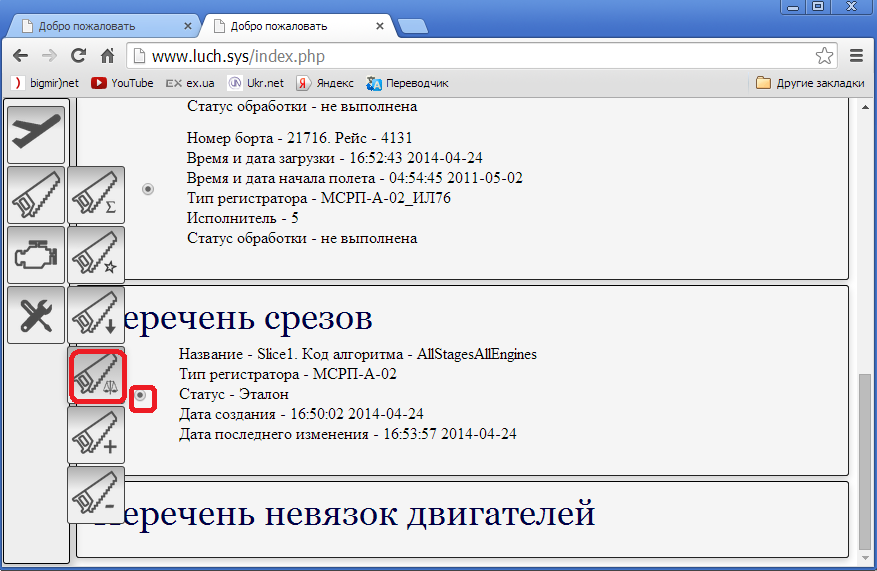 Добро пожаловать
Добро пожаловать
www.luch.sys/index.php
bigmir)net YouTube ex.ua Ukr.net Яндекс Переводчик Другие закладки
Статус обработки - не выполнена
Номер борта - 21716. Рейс - 4131
Время и дата загрузки - 16:52:43 2014-04-24
Время и дата начала полета - 04:54:45 2011-05-02
Тип регистратора - МСРП-А-02_ИЛ76
Исполнитель - 5
Статус обработки - не выполнена
еречень срезов
Название - Slice1. Код алгоритма - AllStagesAllEngines
Тип регистратора - МСРП-А-02
Статус - Эталон
Дата создания - 16:50:02 2014-04-24
Дата последнего изменения - 16:53:57 2014-04-24
Перечень невязок двигателей